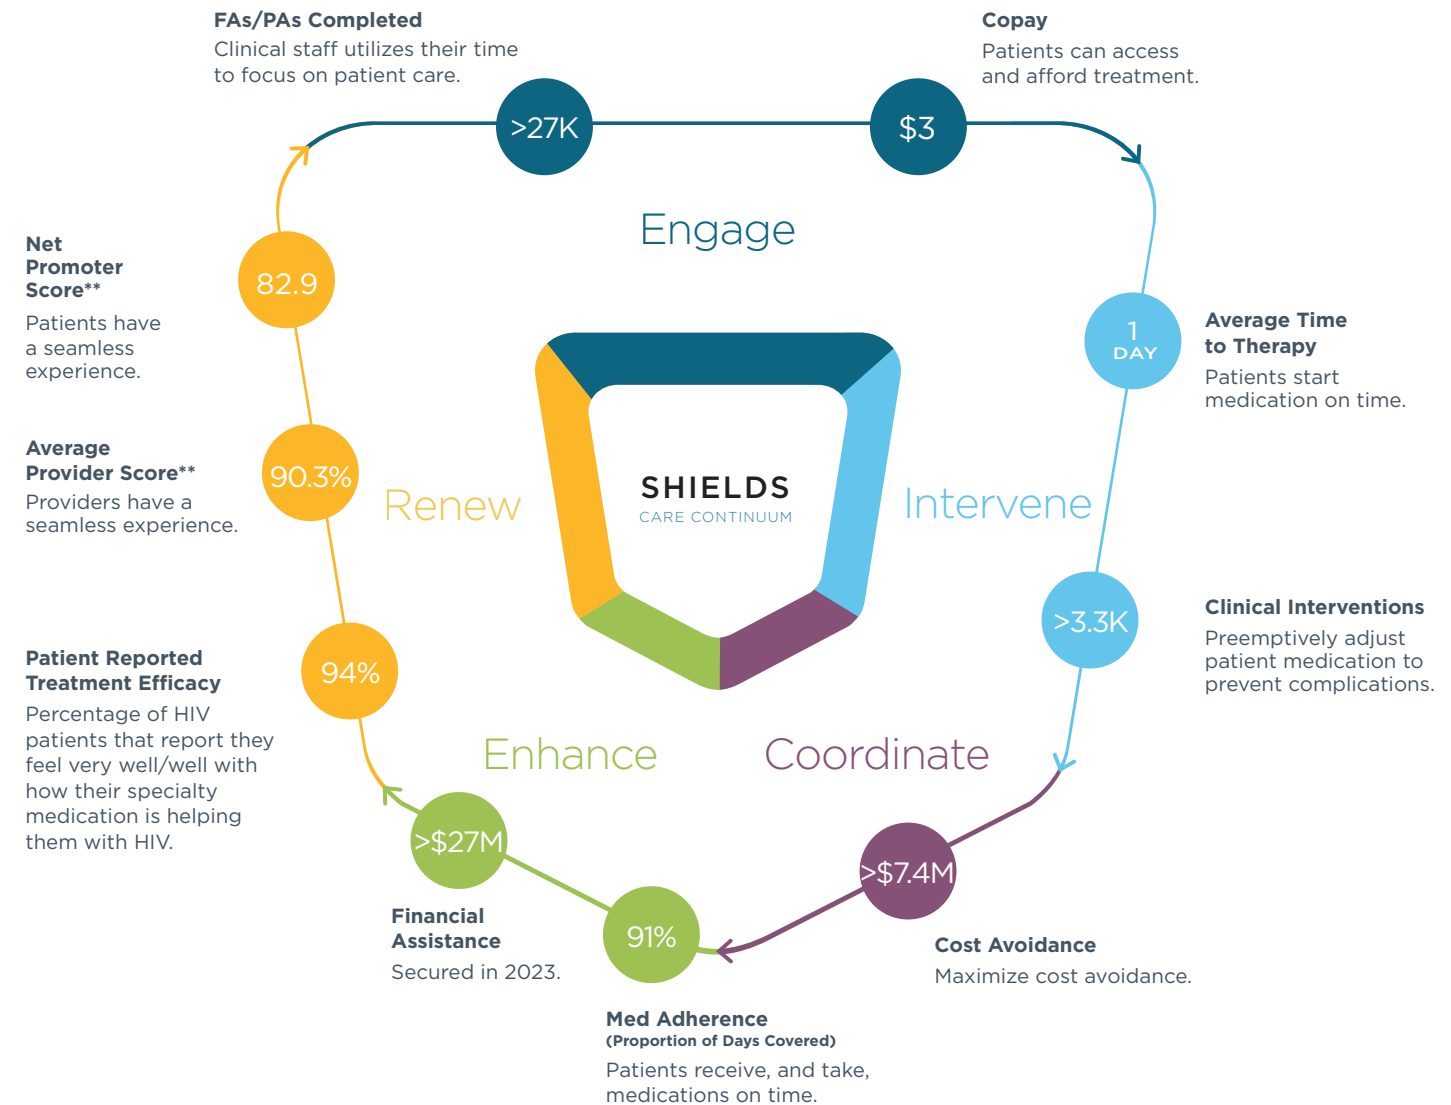 FAs/PAs Completed
Clinical staff utilizes their time
to focus on patient care.
>27K
Copay
Patients can access
and afford treatment.
$3
Engage
Net
Promoter
Score**
Patients have
a seamless
experience.
82.9
1
DAY
Average Time
to Therapy
Patients start
medication on time.
Average
Provider Score**
Providers have a
seamless experience.
90.3%
Renew
SHIELDS
CARE CONTINUUM
Intervene
>3.3K
Clinical Interventions
Preemptively adjust
patient medication to
prevent complications.
Patient Reported
Treatment Efficacy
Percentage of HIV
patients that report they
feel very well/well with
how their specialty
medication is helping
them with HIV.
94%
Enhance
Coordinate
>$27M
Financial
Assistance
Secured in 2023.
91%
Med Adherence
(Proportion of Days Covered)
Patients receive, and take,
medications on time.
>$7.4M
Cost Avoidance
Maximize cost avoidance.